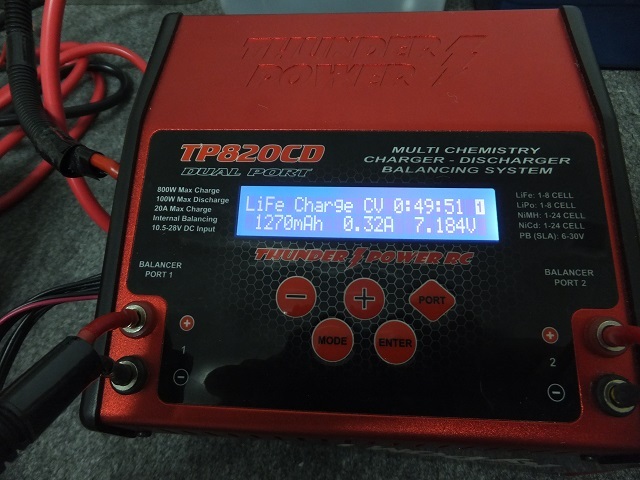 THUNDER
POWER
TP820CD
DUAL PORT
MULTI CHEMISTRY
CHARGER - DISCHARGER
BALANCING SYSTEM
800W Max Charge
100W Max Discharge
20A Max Charge
Internal Balancing
10.5-28V DC Input
LiFe Charge CV 0:49:51 1
1270mAh 0.32A 7.184V
LiFe: 1-8 CELL
LiPo: 1-8 CELL
NiMH: 1-24 CELL
NiCd: 1-24 CELL
PB (SLA): 6-30V
THUNDER POWER RC
BALANCER
PORT 1
BALANCER
PORT 2
PORT
MODE
ENTER
1
2